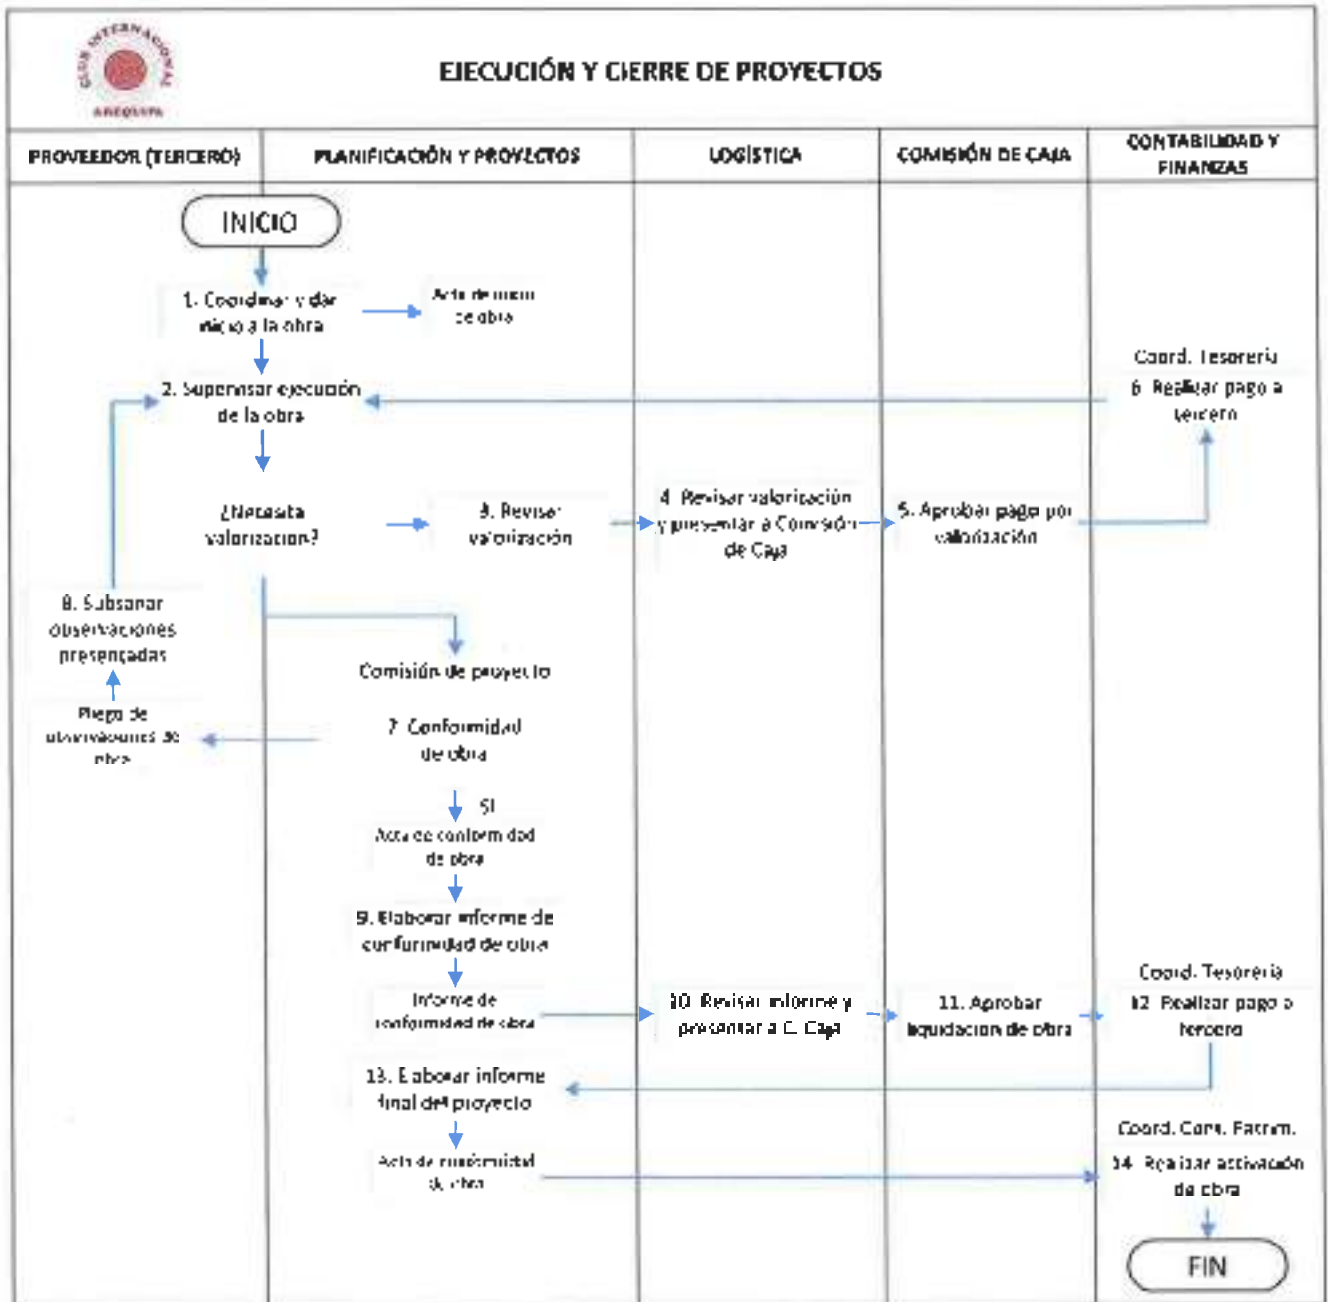 CLUB INTERNACIONAL
AREQUIPA
EJECUCIÓN Y CIERRE DE PROYECTOS
PROVEEDOR (TERCERO)
PLANIFICACIÓN Y PROYECTOS
LOGÍSTICA
COMISIÓN DE CAJA
CONTABILIDAD Y
FINANZAS
INICIO
1. Coordinar y dar
inicio a la obra
Acta de inicio
de obra
Coord. Tesorería
2. Supervisar ejecución
de la obra
6. Realizar pago a
tercero
¿Necesita
valorización?
3. Revisar
valorización
4. Revisar valorización
y presentar a Comisión
de Caja
5. Aprobar pago por
valorización
8. Subsanar
observaciones
presentadas
Comisión de proyecto
Pliego de
observaciones de
obra
7. Conformidad
de obra
SI
Acta de conformidad
de obra
9. Elaborar informe de
conformidad de obra
Coord. Tesorería
Informe de
conformidad de obra
10. Revisar informe y
presentar a C. Caja
11. Aprobar
liquidación de obra
12. Realizar pago a
tercero
13. Elaborar informe
final del proyecto
Coord. Cont. Patrim.
Acta de conformidad
de obra
14. Realizar activación
de obra
FIN